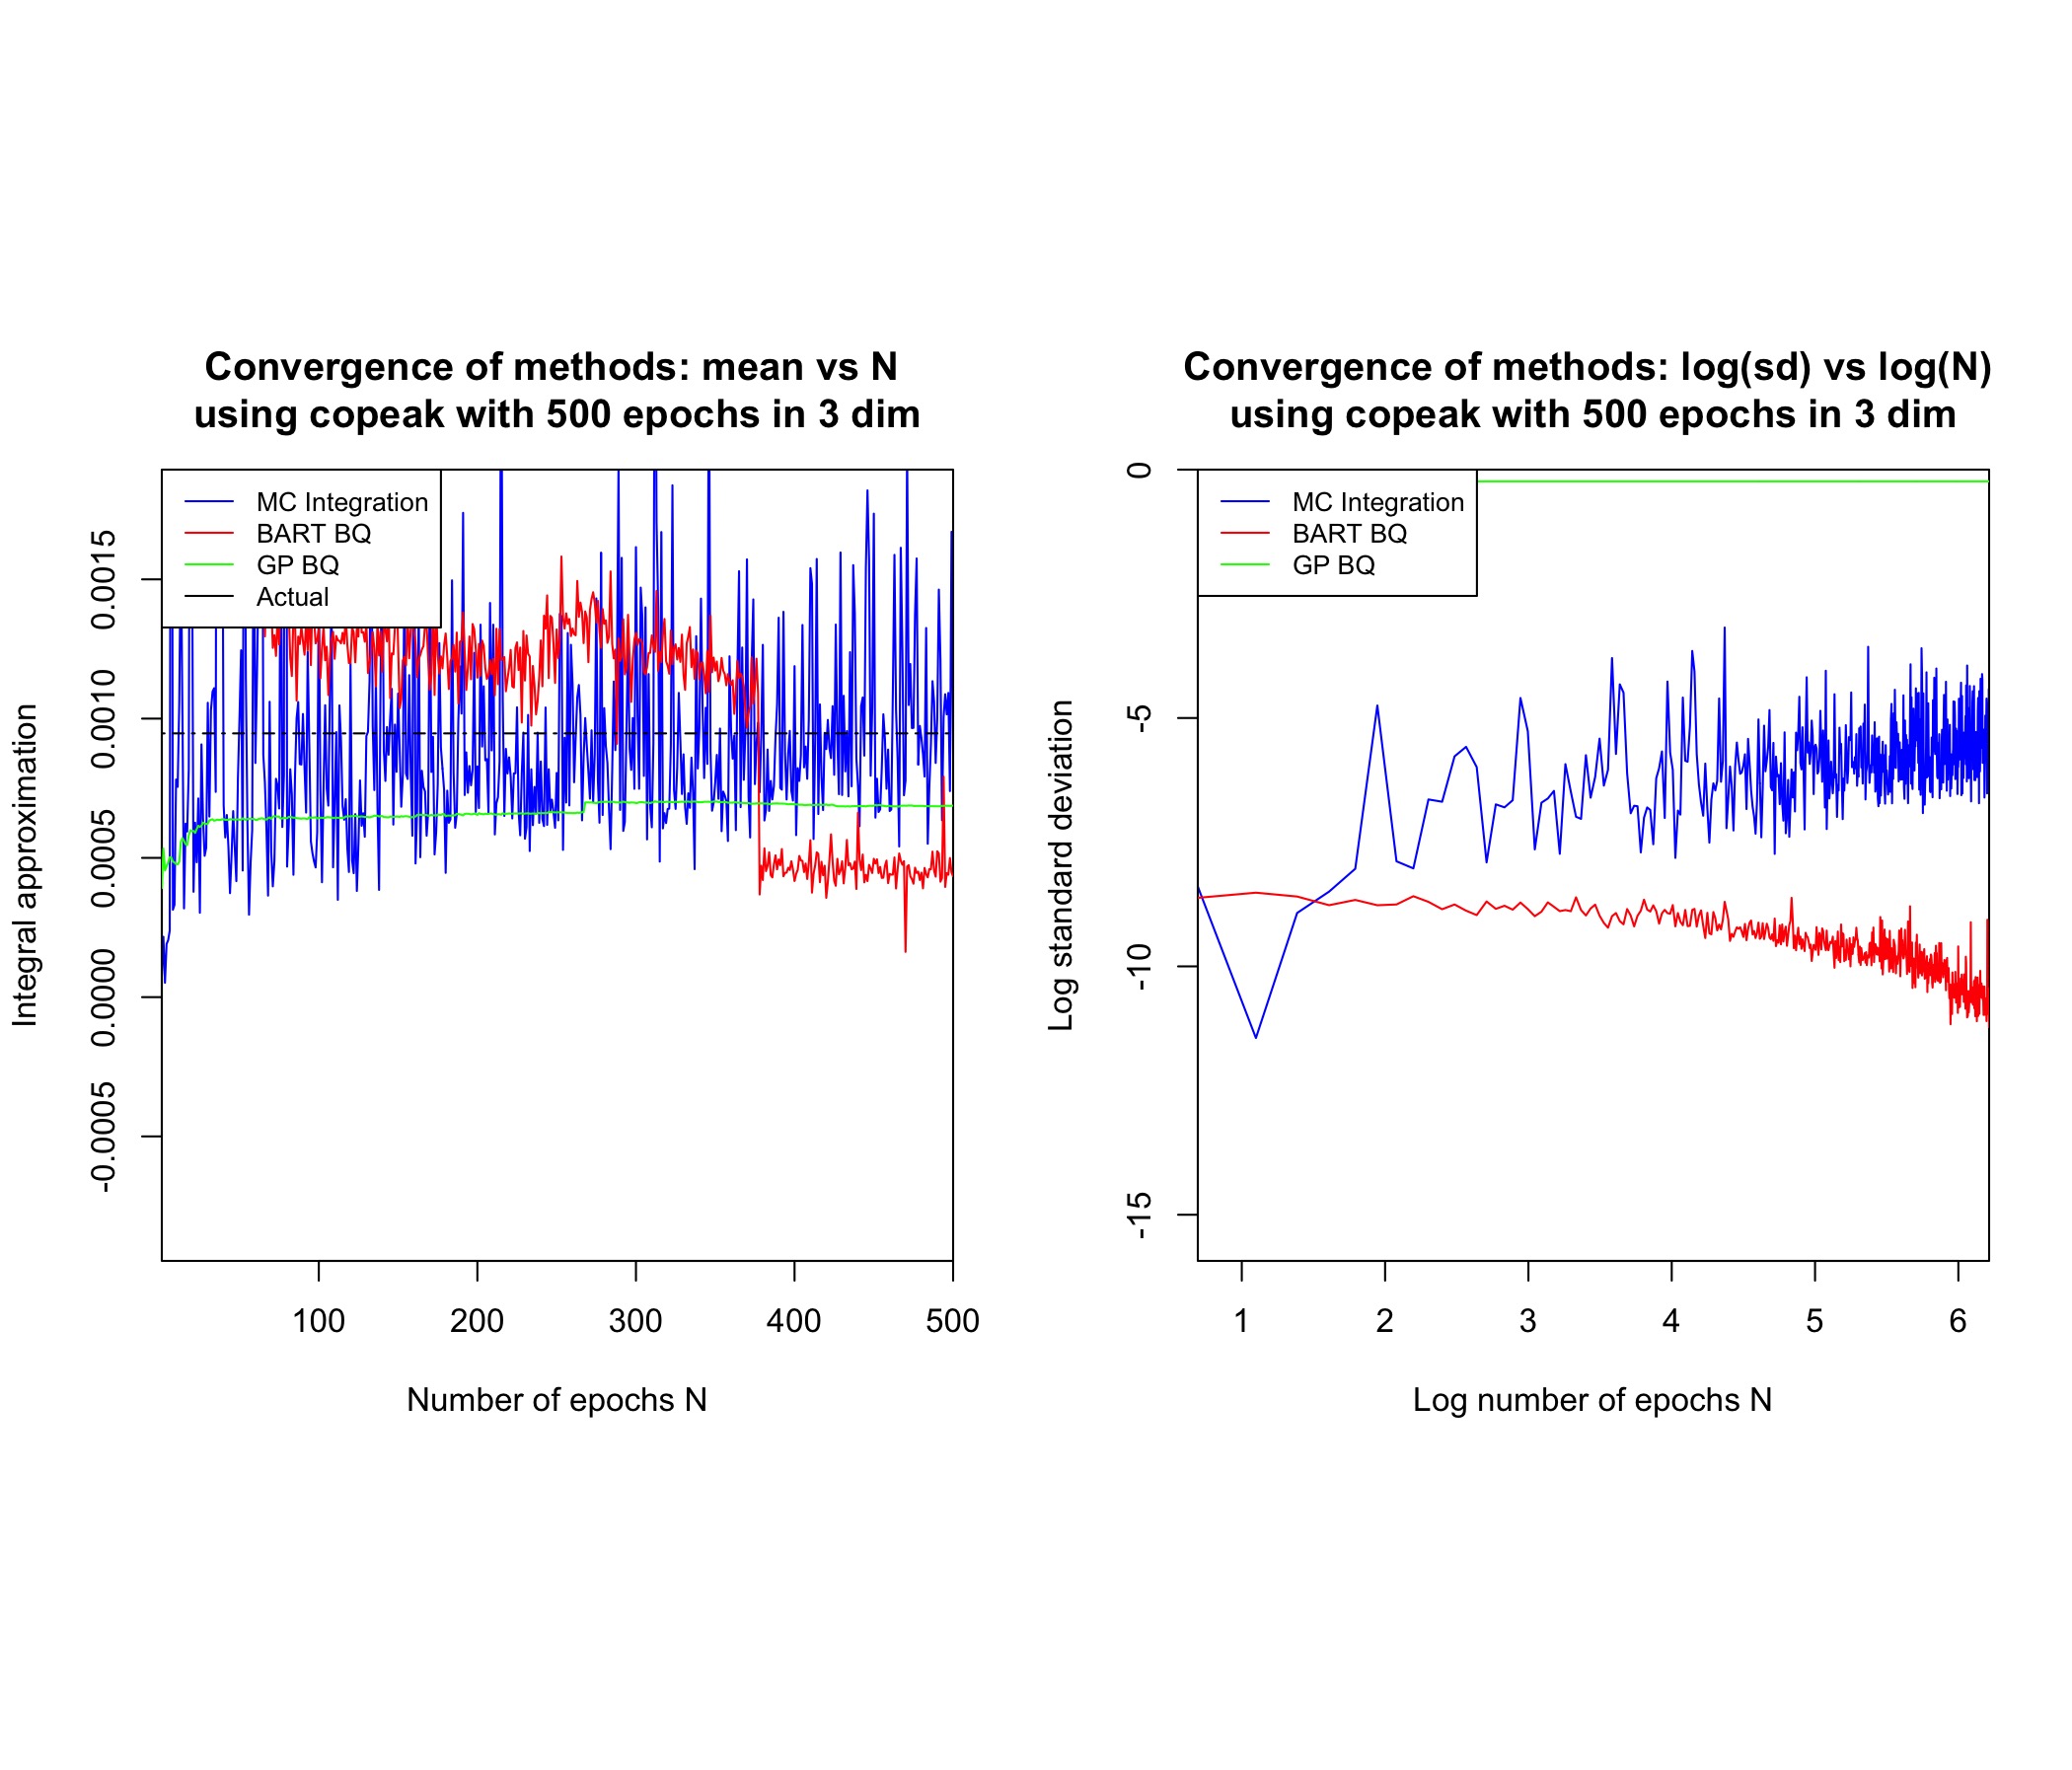 Convergence of methods: mean vs N
using copeak with 500 epochs in 3 dim
MC Integration
BART BQ
GP BQ
Actual
Integral approximation
0.0015
0.0010
0.0005
0.0000
-0.0005
100 200 300 400 500
Number of epochs N
Convergence of methods: log(sd) vs log(N)
using copeak with 500 epochs in 3 dim
MC Integration
BART BQ
GP BQ
Log standard deviation
0
-5
-10
-15
1 2 3 4 5 6
Log number of epochs N